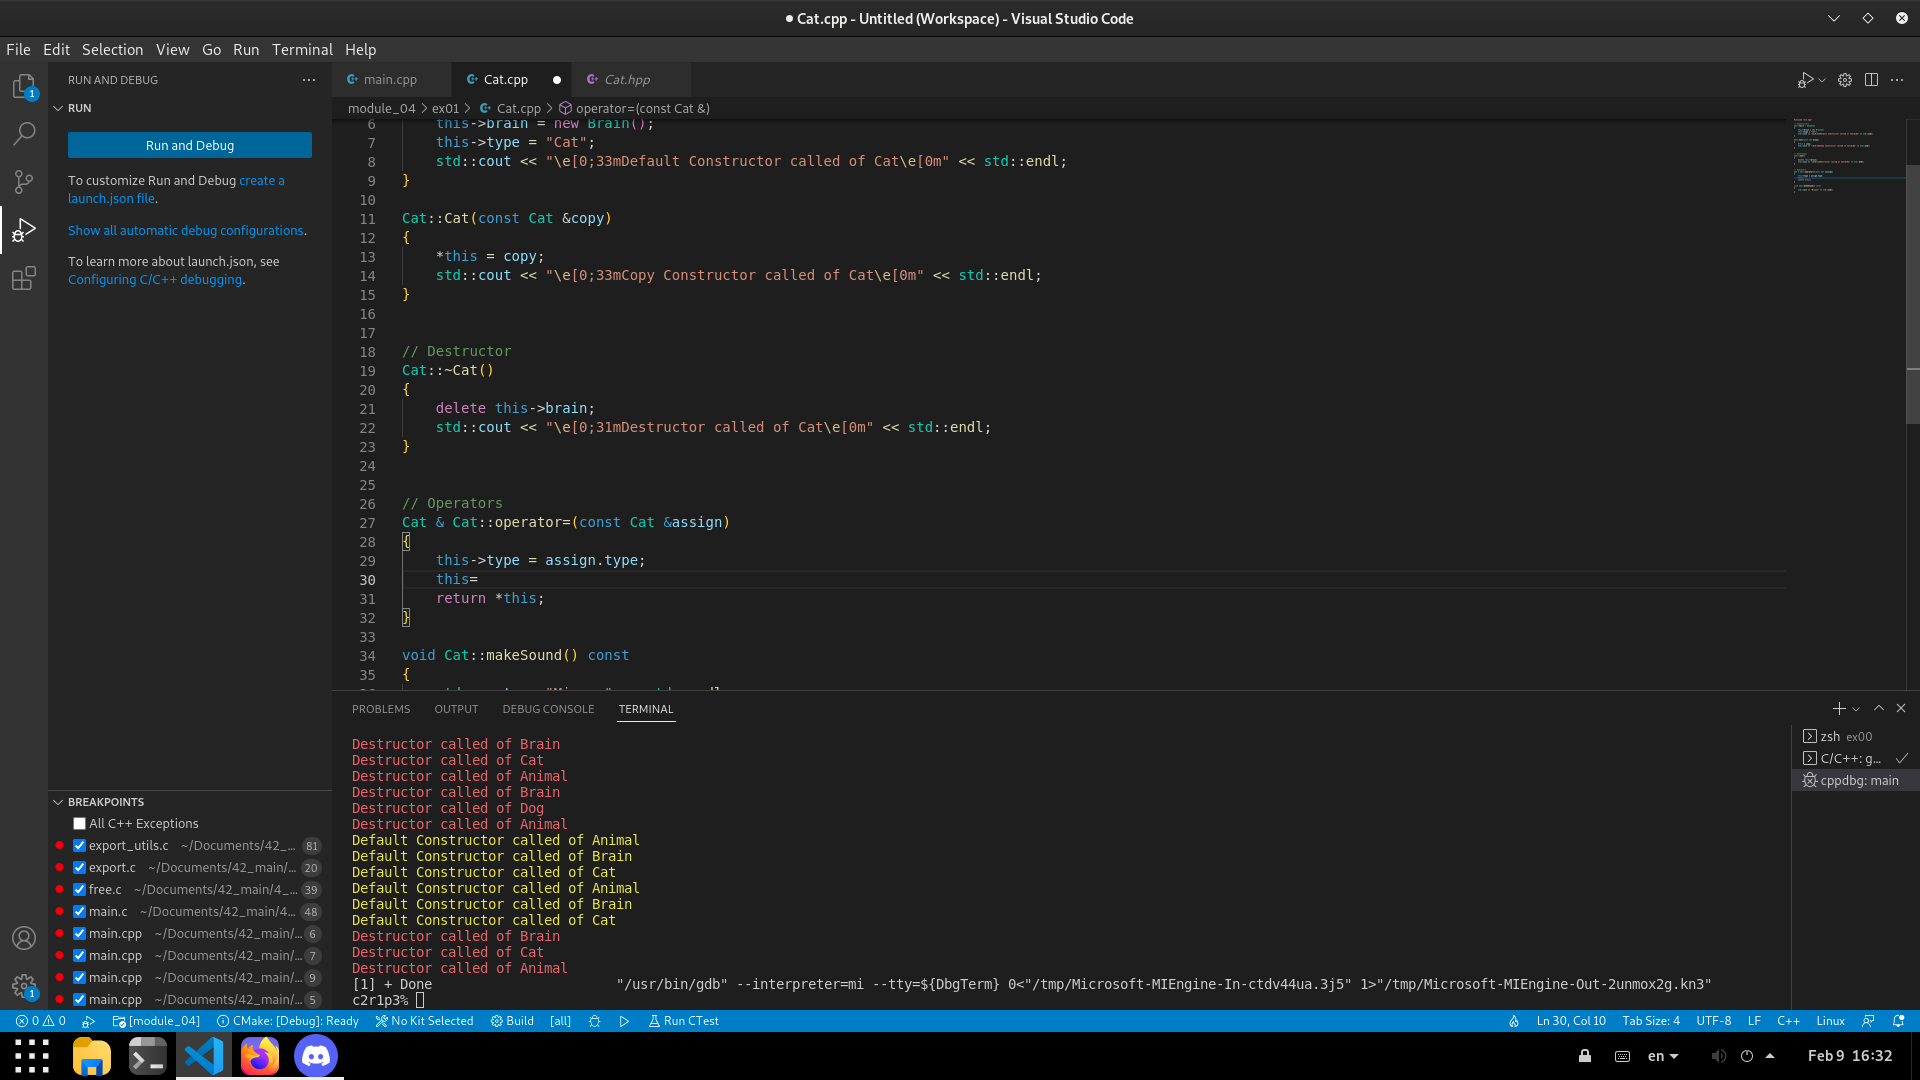 Cat.cpp - Untitled (Workspace) - Visual Studio Code
File Edit Selection View Go Run Terminal Help
RUN AND DEBUG
RUN
Run and Debug
To customize Run and Debug create a
launch.json file.
Show all automatic debug configurations.
To learn more about launch.json, see
Configuring C/C++ debugging.
BREAKPOINTS
All C++ Exceptions
export_utils.c ~/Documents/42_... 81
export.c ~/Documents/42_main/... 20
free.c ~/Documents/42_main/4_... 39
main.c ~/Documents/42_main/4... 48
main.cpp ~/Documents/42_main/... 6
main.cpp ~/Documents/42_main/... 7
main.cpp ~/Documents/42_main/... 9
main.cpp ~/Documents/42_main/... 5
main.cpp Cat.cpp Cat.hpp
module_04 > ex01 > Cat.cpp > operator=(const Cat &)
6 this->brain = new Brain();
7 this->type = "Cat";
8 std::cout << "\e[0;33mDefault Constructor called of Cat\e[0m" << std::endl;
9 }
10
11 Cat::Cat(const Cat &copy)
12 {
13 *this = copy;
14 std::cout << "\e[0;33mCopy Constructor called of Cat\e[0m" << std::endl;
15 }
16
17
18 // Destructor
19 Cat::~Cat()
20 {
21 delete this->brain;
22 std::cout << "\e[0;31mDestructor called of Cat\e[0m" << std::endl;
23 }
24
25
26 // Operators
27 Cat & Cat::operator=(const Cat &assign)
28 {
29 this->type = assign.type;
30 this=
31 return *this;
32 }
33
34 void Cat::makeSound() const
35 {
PROBLEMS OUTPUT DEBUG CONSOLE TERMINAL
Destructor called of Brain
Destructor called of Cat
Destructor called of Animal
Destructor called of Brain
Destructor called of Dog
Destructor called of Animal
Default Constructor called of Animal
Default Constructor called of Brain
Default Constructor called of Cat
Default Constructor called of Animal
Default Constructor called of Brain
Default Constructor called of Cat
Destructor called of Brain
Destructor called of Cat
Destructor called of Animal
[1] + Done "/usr/bin/gdb" --interpreter=mi --tty=${DbgTerm} 0<"/tmp/Microsoft-MIEngine-In-ctdv44ua.3j5" 1>"/tmp/Microsoft-MIEngine-Out-2unmox2g.kn3"
c2r1p3%
zsh ex00
C/C++: g...
cppdbg: main
1
1
0 0 [module_04] CMake: [Debug]: Ready No Kit Selected Build [all] Run CTest Ln 30, Col 10 Tab Size: 4 UTF-8 LF C++ Linux
en Feb 9 16:32